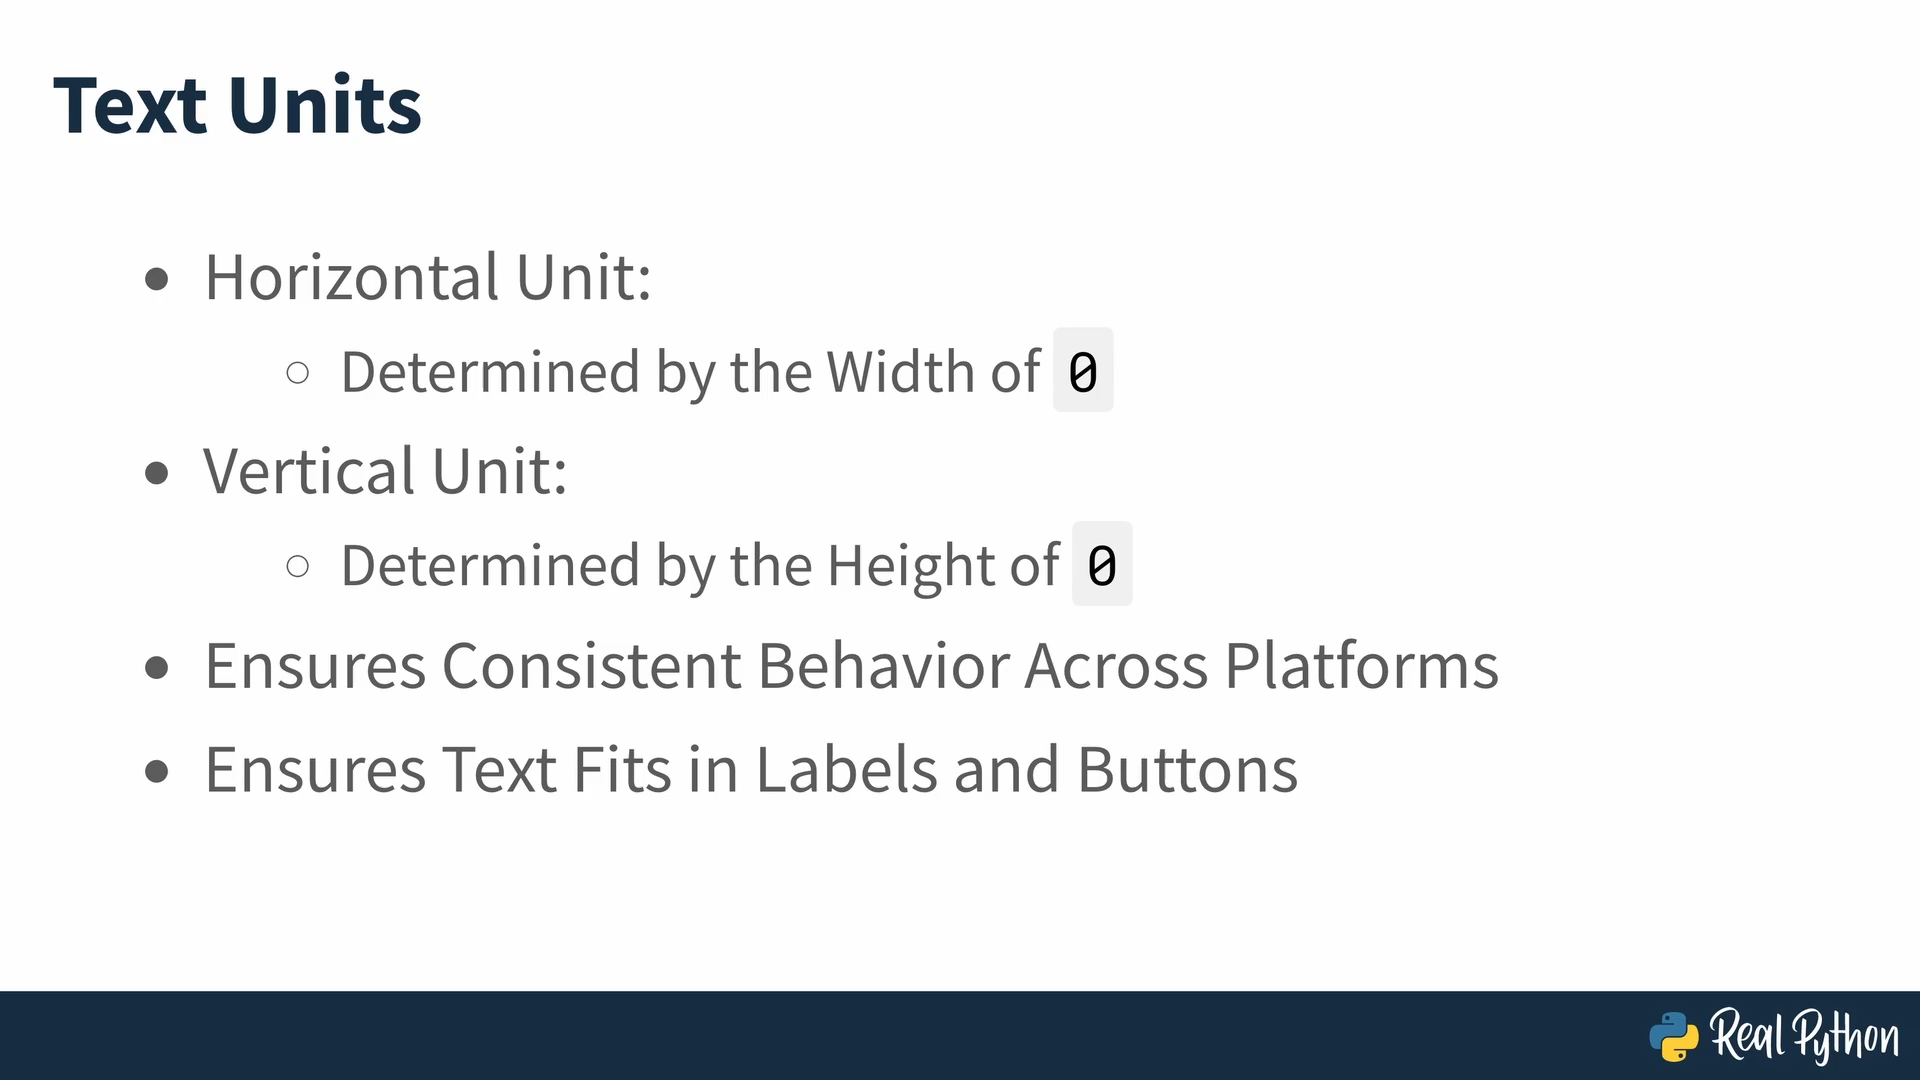 Text Units
Horizontal Unit:
Determined by the Width of 0
Vertical Unit:
Determined by the Height of 0
Ensures Consistent Behavior Across Platforms
Ensures Text Fits in Labels and Buttons
Real Python